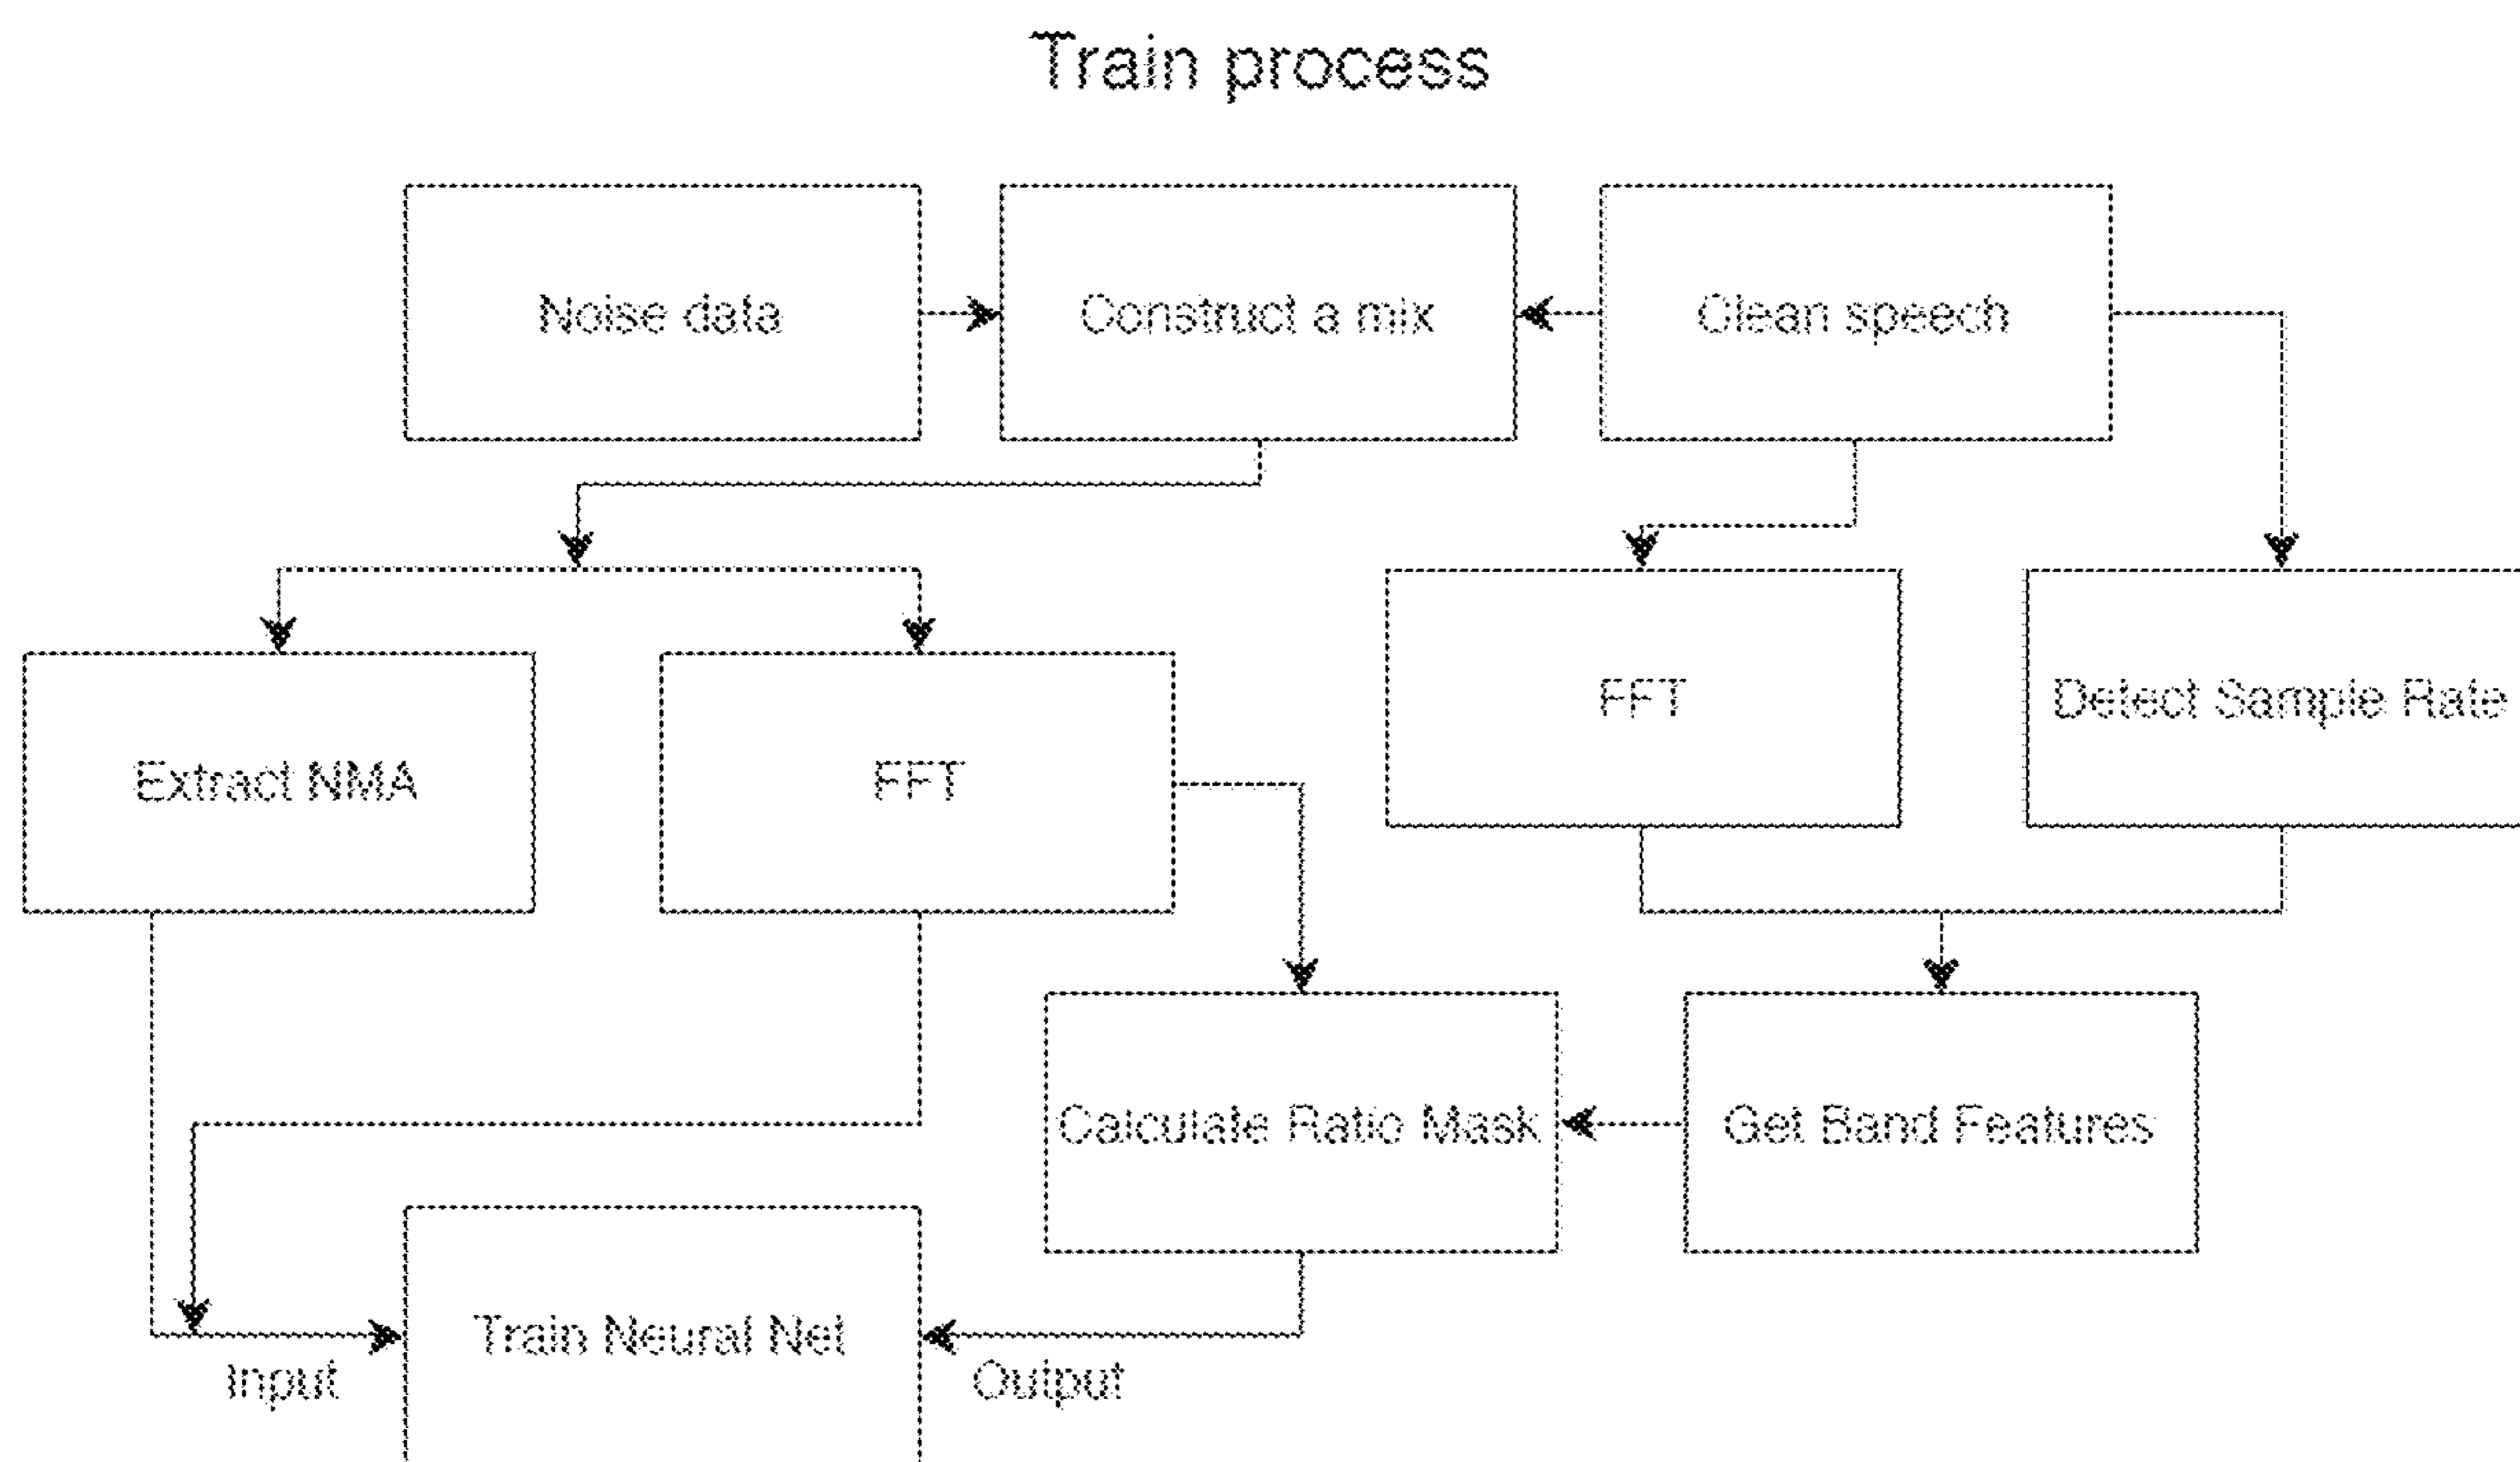 Train process
Noise data
Construct a mix
Clean speech
FFT
Detect Sample Rate
Extract NMA
FFT
Calculate Ratio Mask
Get Band Features
Train Neural Net
Input
Output